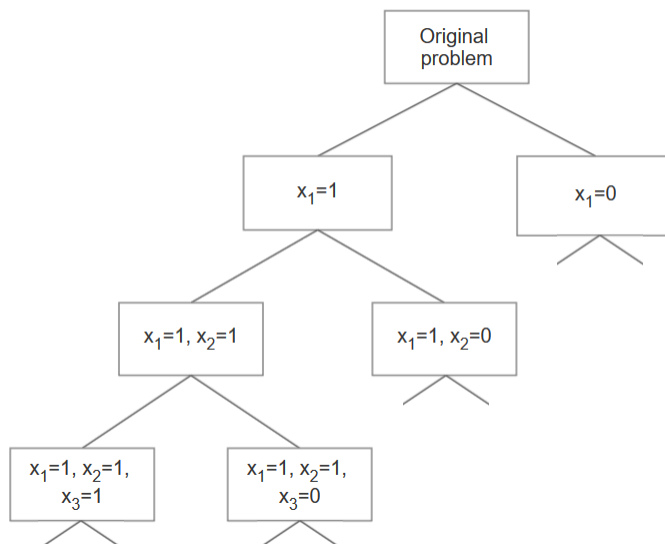 Original
problem
x₁=1
x₁=0
x₁=1, x₂=1
x₁=1, x₂=0
x₁=1, x₂=1,
x₃=1
x₁=1, x₂=1,
x₃=0